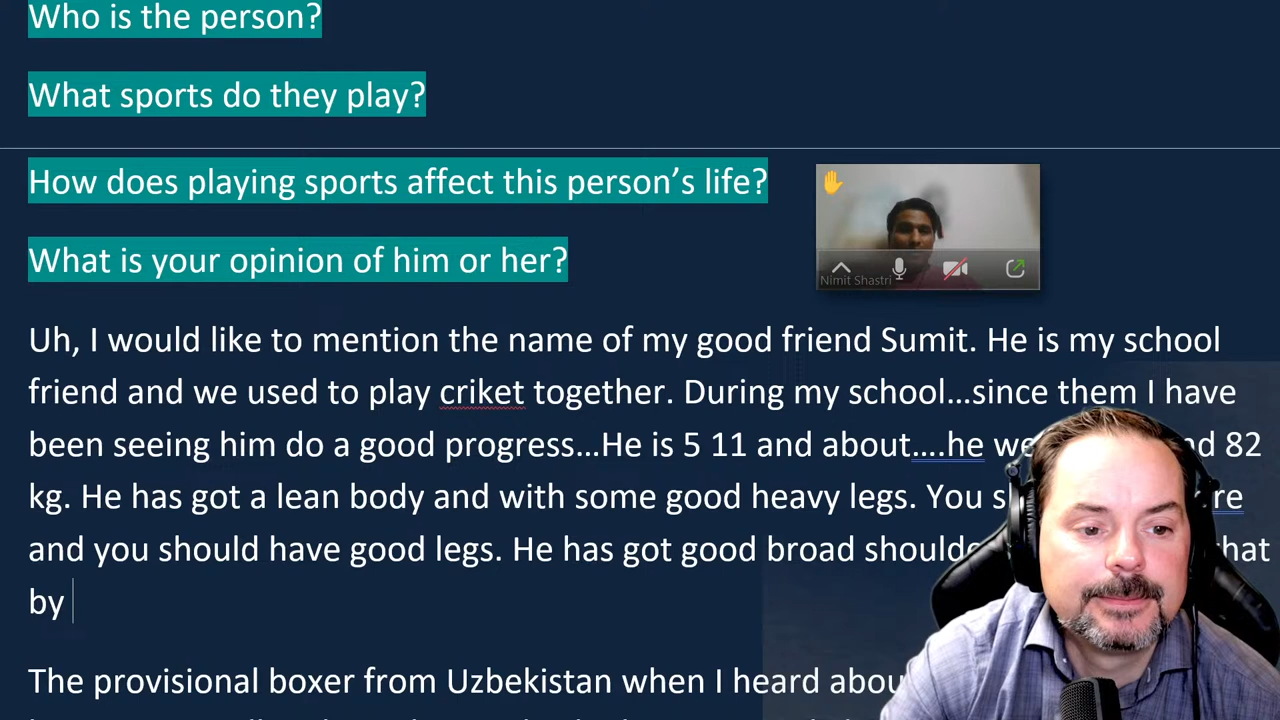 Who is the person?
What sports do they play?
How does playing sports affect this person's life?
What is your opinion of him or her?
Nimit Shastri
Uh, I would like to mention the name of my good friend Sumit. He is my school
friend and we used to play criket together. During my school...since them I have
been seeing him do a good progress...He is 5 11 and about....he 82
kg. He has got a lean body and with some good heavy legs. You
and you should have good legs. He has got good broad
by
The provisional boxer from Uzbekistan when I heard